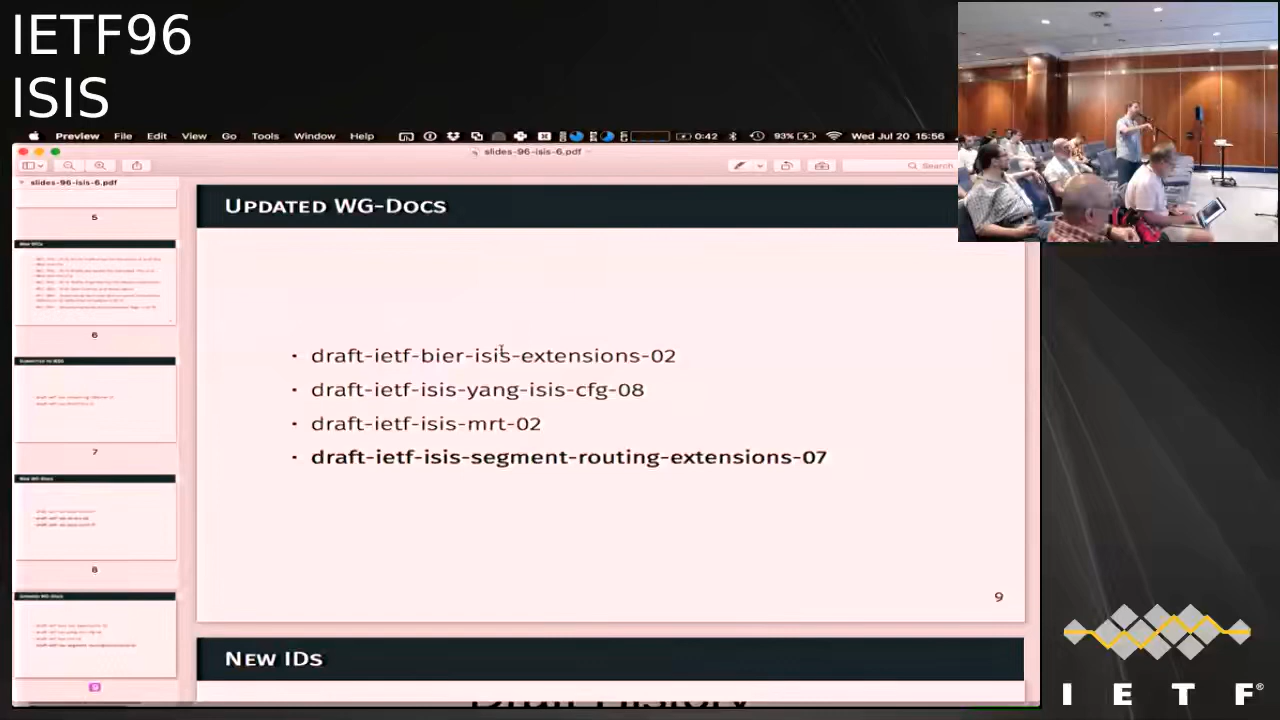 IETF96
ISIS
Preview File Edit View Go Tools Window Help 0:42 93% Wed Jul 20 15:56
slides-96-isis-6.pdf
Search
slides-96-isis-6.pdf
5
6
7
8
9
UPDATED WG-DOCS
· draft-ietf-bier-isis-extensions-02
· draft-ietf-isis-yang-isis-cfg-08
· draft-ietf-isis-mrt-02
· draft-ietf-isis-segment-routing-extensions-07
9
NEW IDS
I E T F®